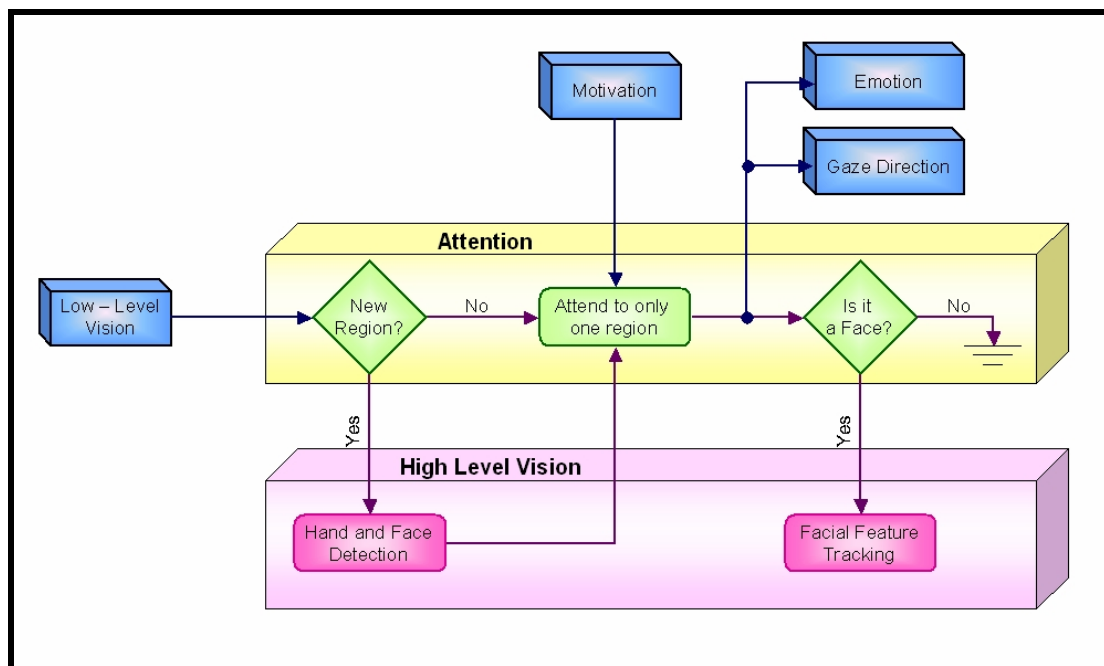 Motivation
Emotion
Gaze Direction
Attention
Low – Level
Vision
New
Region?
No
Attend to only
one region
Is it
a Face?
No
Yes
Yes
High Level Vision
Hand and Face
Detection
Facial Feature
Tracking